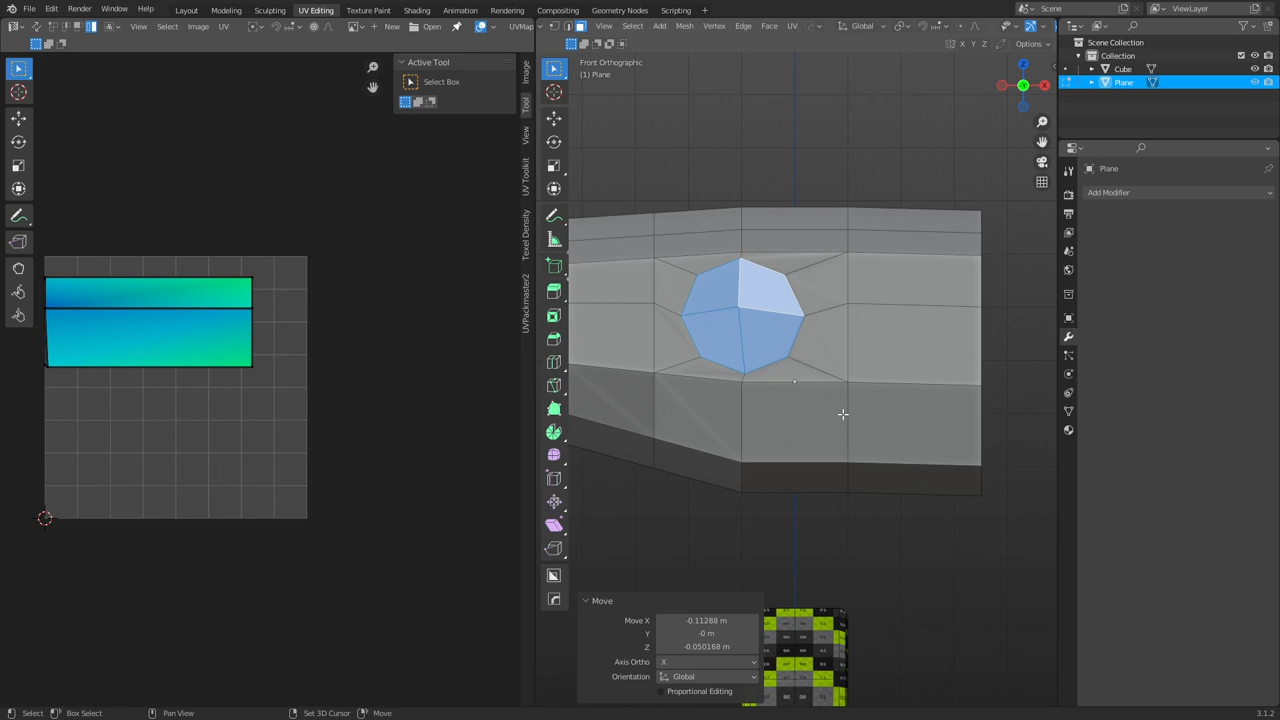 File Edit Render Window Help Layout Modeling Sculpting UV Editing Texture Paint Shading Animation Rendering Compositing Geometry Nodes Scripting + Scene ViewLayer
View Select Image UV New Open UVMap
View Select Add Mesh Vertex Edge Face UV Global
X Y Z Options
Active Tool
Select Box
Image
Tool
View
UV Toolkit
Texel Density
UVPackmaster2
Front Orthographic
(1) Plane
Z
Y
X
Scene Collection
Collection
Cube
Plane
Plane
Add Modifier
Move
Move X -0.11288 m
Y -0 m
Z -0.050168 m
Axis Ortho X
Orientation Global
Proportional Editing
Select Box Select Pan View Select Move 3.1.2